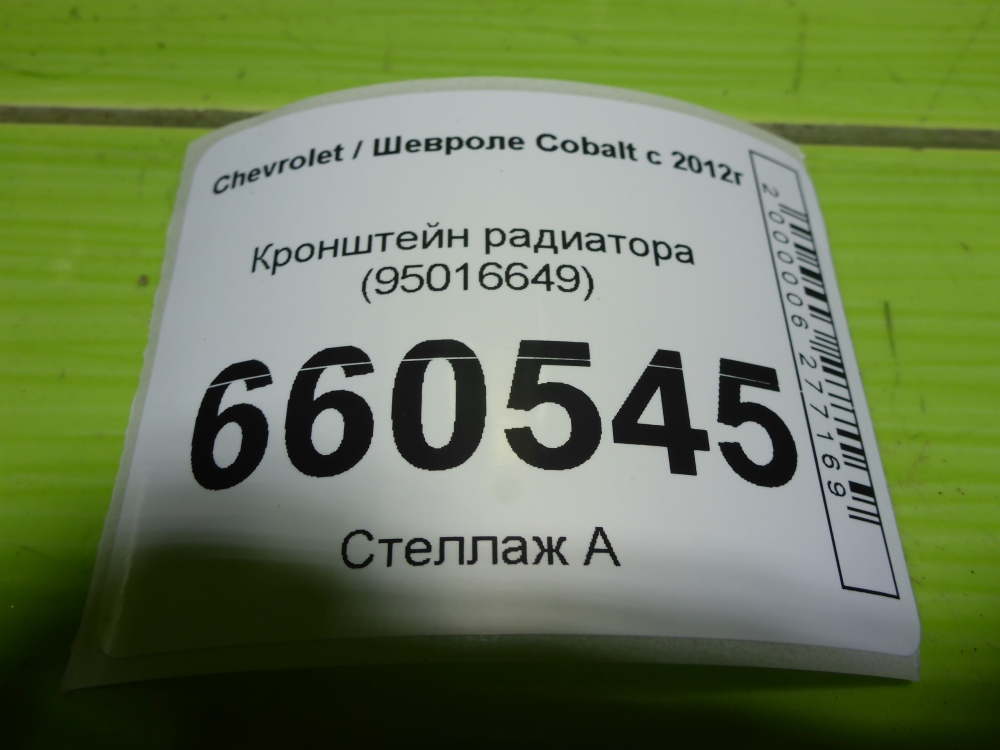 Chevrolet / Шевроле Cobalt с 2012г
Кронштейн радиатора
(95016649)
660545
Стеллаж А
2000006277169